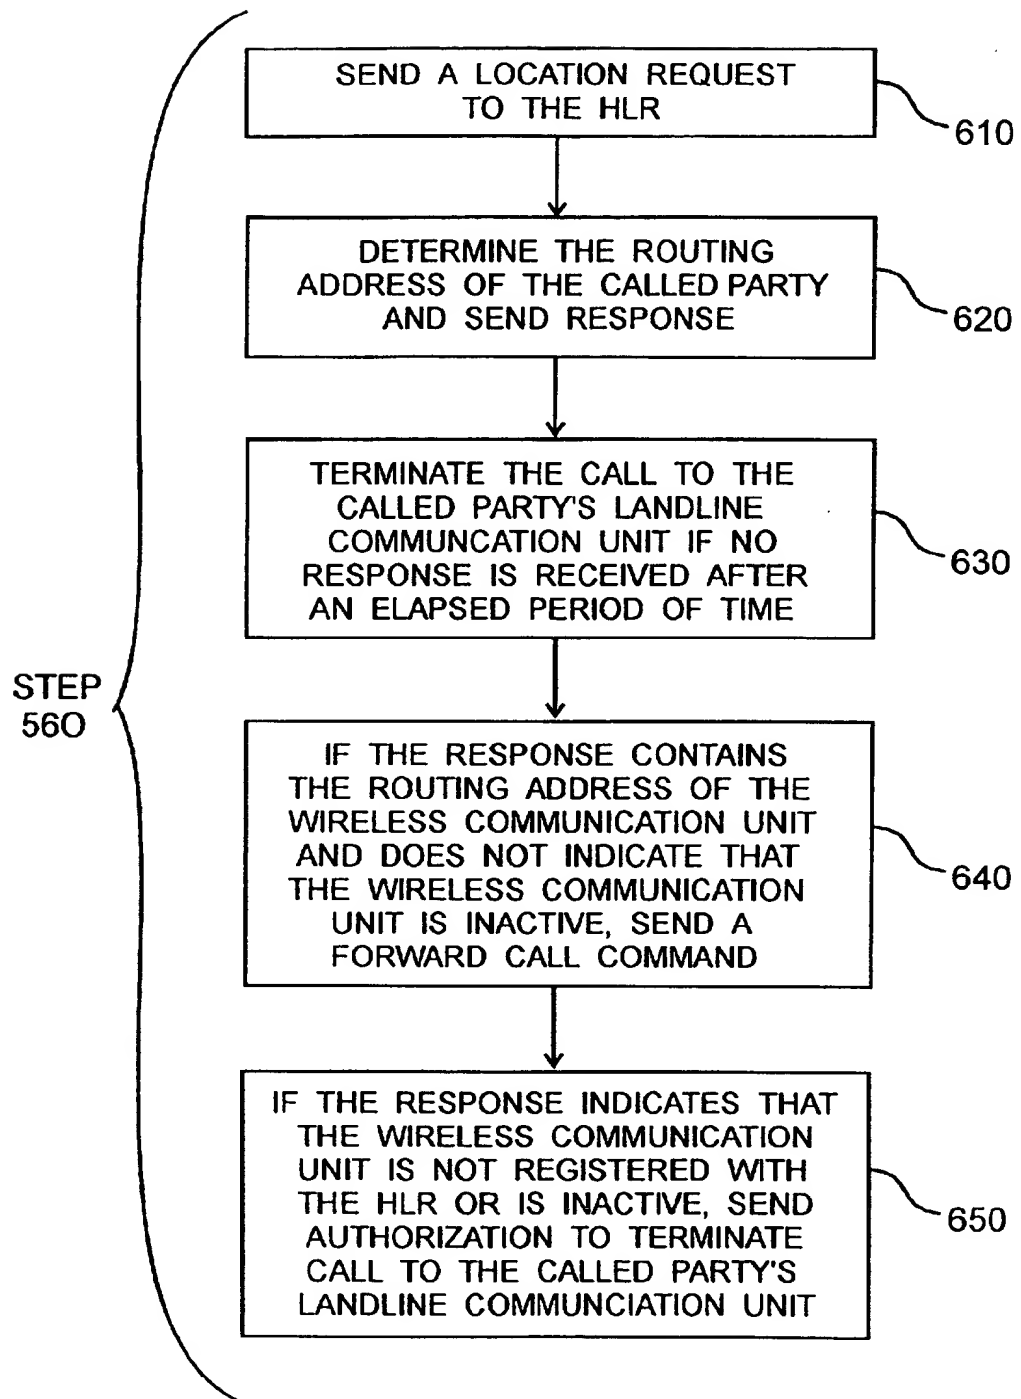 SEND A LOCATION REQUEST
TO THE HLR
610
DETERMINE THE ROUTING
ADDRESS OF THE CALLED PARTY
AND SEND RESPONSE
620
TERMINATE THE CALL TO THE
CALLED PARTY'S LANDLINE
COMMUNCATION UNIT IF NO
RESPONSE IS RECEIVED AFTER
AN ELAPSED PERIOD OF TIME
630
STEP
560
IF THE RESPONSE CONTAINS
THE ROUTING ADDRESS OF THE
WIRELESS COMMUNICATION UNIT
AND DOES NOT INDICATE THAT
THE WIRELESS COMMUNICATION
UNIT IS INACTIVE, SEND A
FORWARD CALL COMMAND
640
IF THE RESPONSE INDICATES THAT
THE WIRELESS COMMUNICATION
UNIT IS NOT REGISTERED WITH
THE HLR OR IS INACTIVE, SEND
AUTHORIZATION TO TERMINATE
CALL TO THE CALLED PARTY'S
LANDLINE COMMUNCIATION UNIT
650